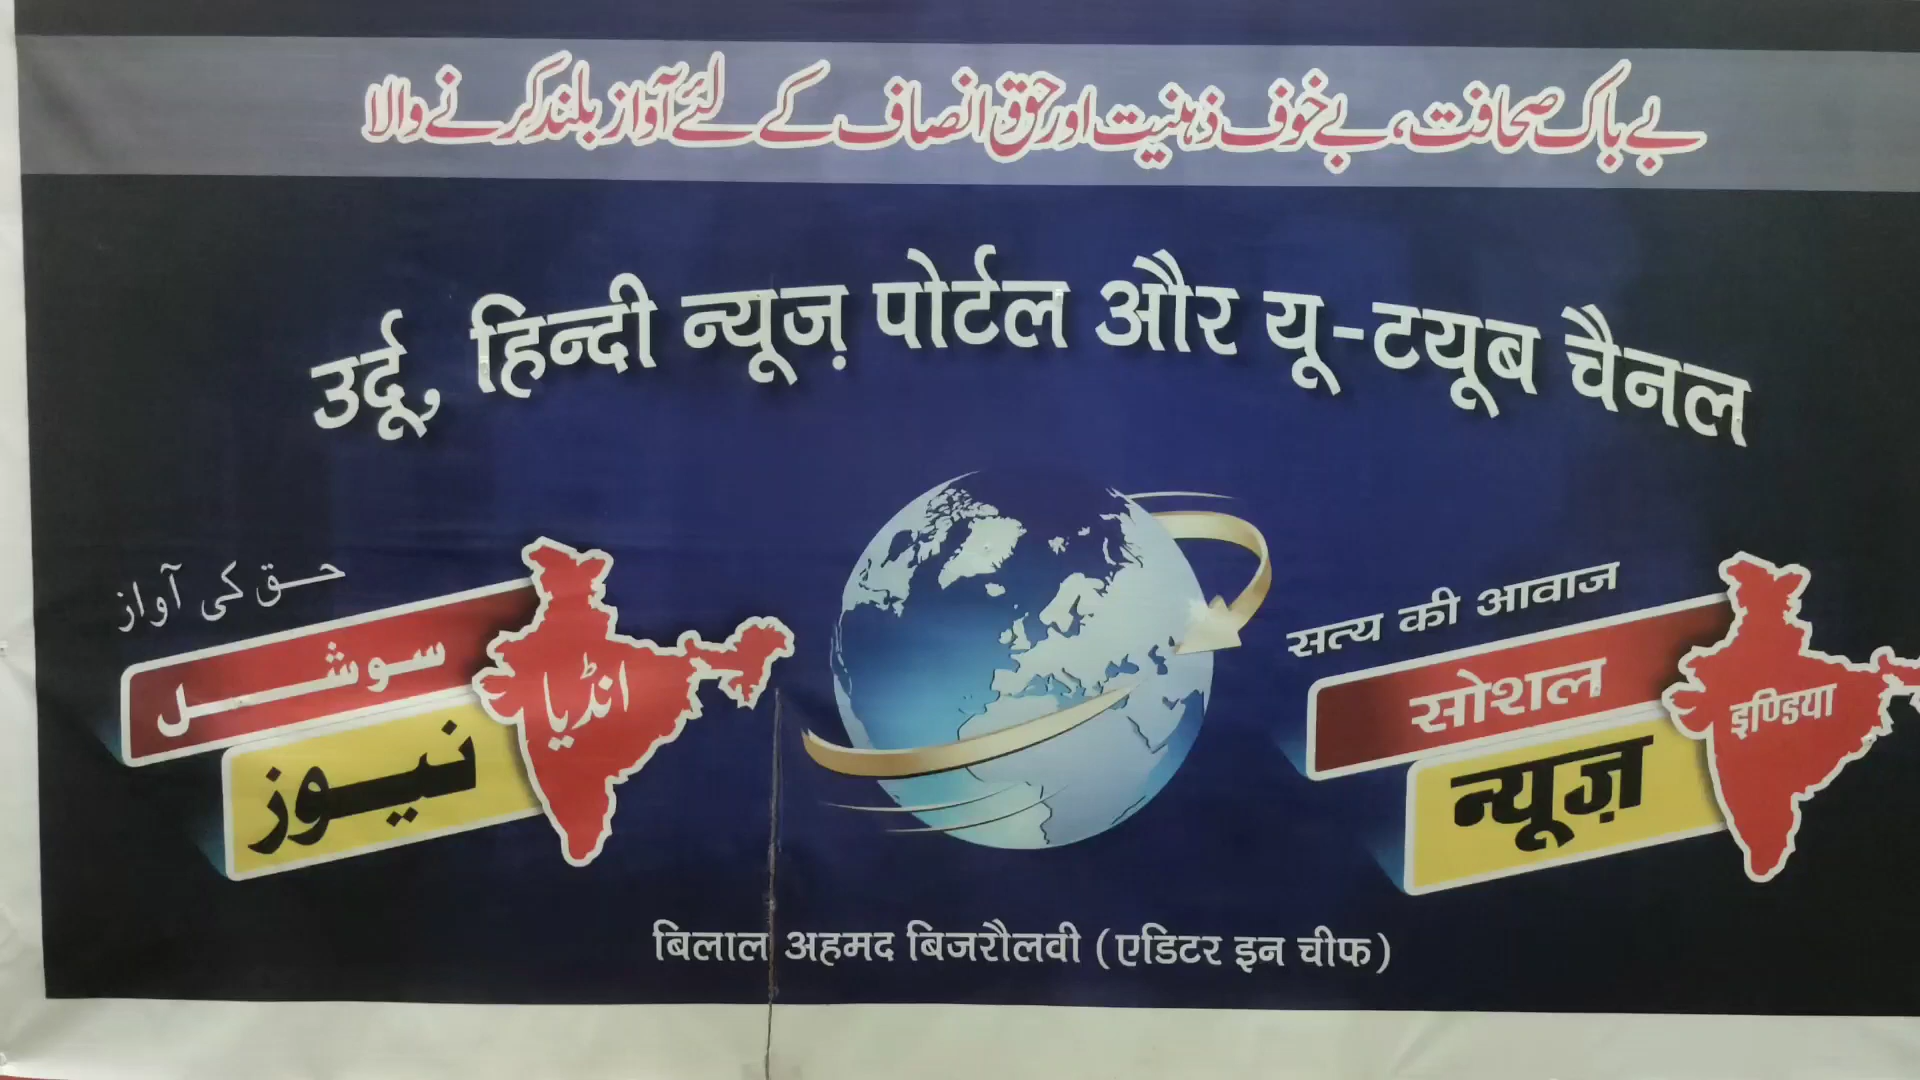 بے باک صحافت، بے خوف ذہنیت اور حق انصاف کے لئے آواز بلند کرنے والا
उर्दू, हिन्दी न्यूज़ पोर्टल और यू-टयूब चैनल
حق کی آواز
سوشل
نیوز
انڈیا
सत्य की आवाज
सोशल
न्यूज़
इण्डिया
बिलाल अहमद बिजरौलवी (एडिटर इन चीफ)